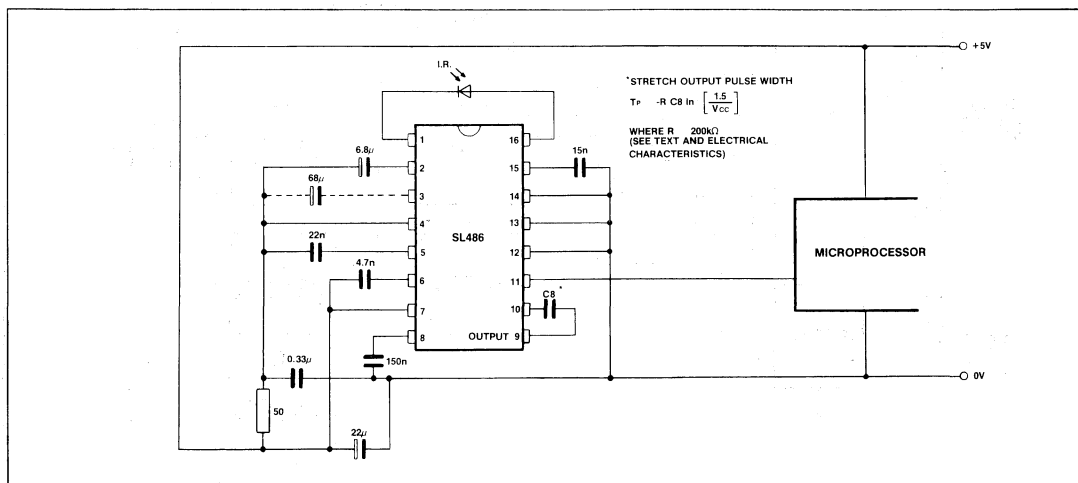 +5V
I.R.
*STRETCH OUTPUT PULSE WIDTH
TP -R C8 In [ 1.5 / VCC ]
WHERE R 200kΩ
(SEE TEXT AND ELECTRICAL
CHARACTERISTICS)
1
16
6.8μ
2
15
15n
68μ
3
14
4
13
SL486
22n
5
12
MICROPROCESSOR
4.7n
6
11
C8 *
7
10
8
OUTPUT 9
150n
0.33μ
0V
50
22μ